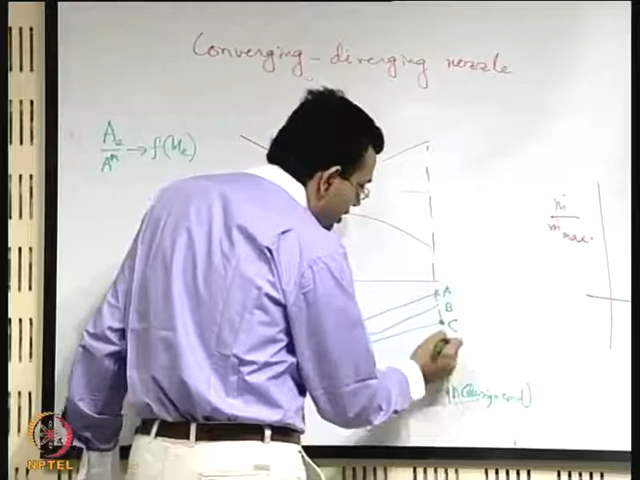 Converging - diverging nozzle
Ae/A* → f(Me)
ṁ/ṁmax
A
B
C
NPTEL